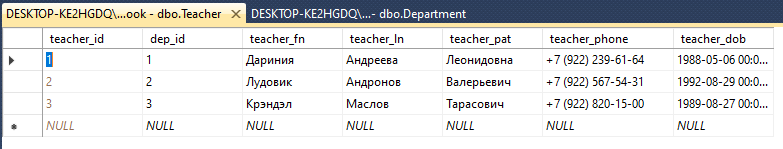 DESKTOP-KE2HGDQ\...ook - dbo.Teacher DESKTOP-KE2HGDQ\...- dbo.Department
teacher_id dep_id teacher_fn teacher_ln teacher_pat teacher_phone teacher_dob
1 1 Дариния Андреева Леонидовна +7 (922) 239-61-64 1988-05-06 00:0...
2 2 Лудовик Андронов Валерьевич +7 (922) 567-54-31 1992-08-29 00:0...
3 3 Крэндэл Маслов Тарасович +7 (922) 820-15-00 1989-08-27 00:0...
NULL NULL NULL NULL NULL NULL NULL